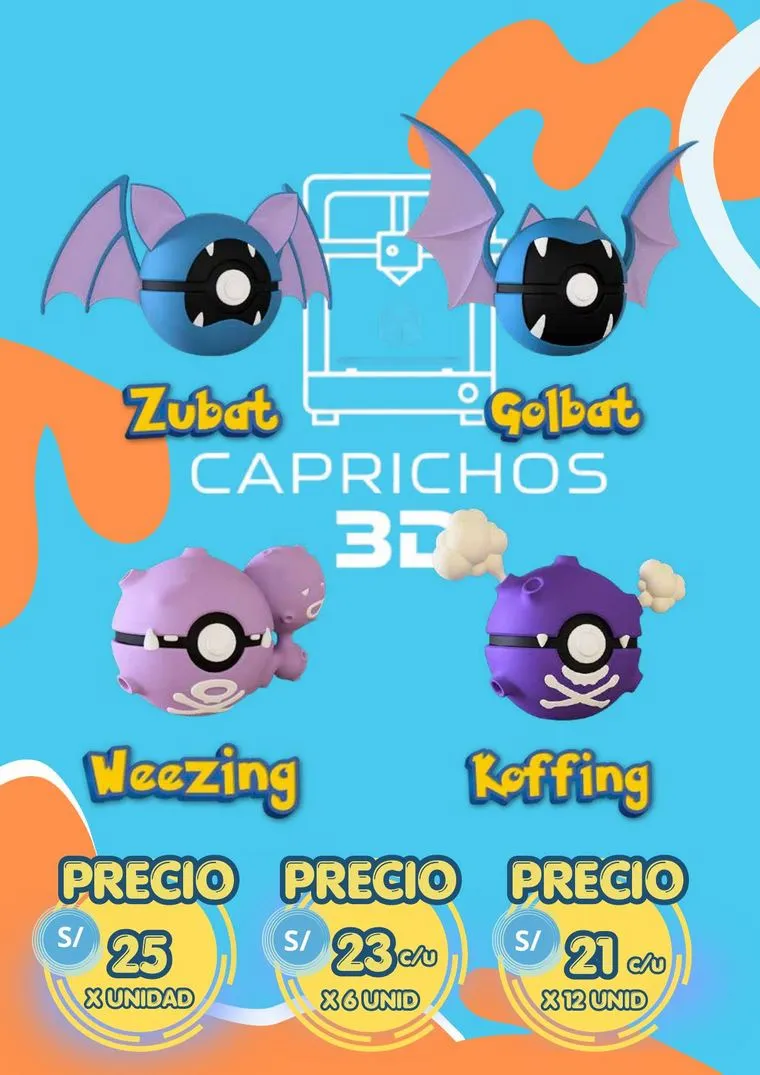 Zubat
Golbat
CAPRICHOS
3D
Weezing
Koffing
PRECIO
S/ 25
X UNIDAD
PRECIO
S/ 23 c/u
X 6 UNID
PRECIO
S/ 21 c/u
X 12 UNID